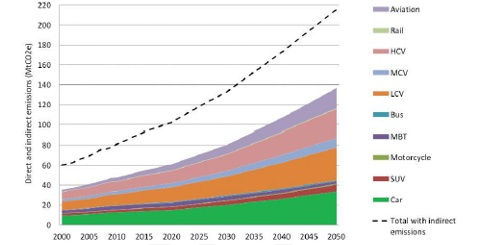 Direct and indirect emissions (MtCO2e)
220
200
180
160
140
120
100
80
60
40
20
0
2000 2005 2010 2015 2020 2025 2030 2035 2040 2045 2050
Aviation
Rail
HCV
MCV
LCV
Bus
MBT
Motorcycle
SUV
Car
Total with indirect
emissions